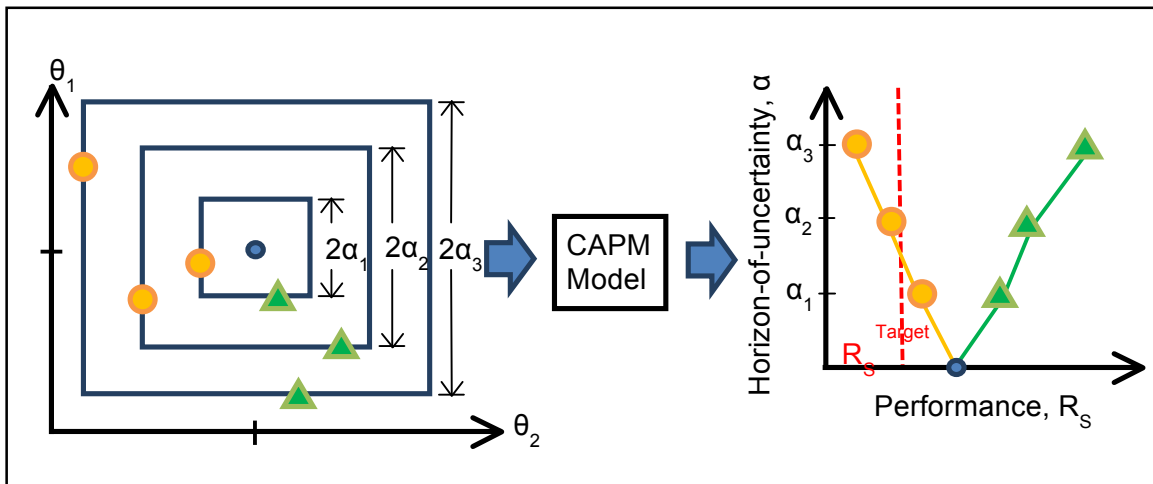 θ1
2α1
2α2
2α3
θ2
CAPM
Model
Horizon-of-uncertainty, α
α3
α2
α1
RS Target
Performance, RS